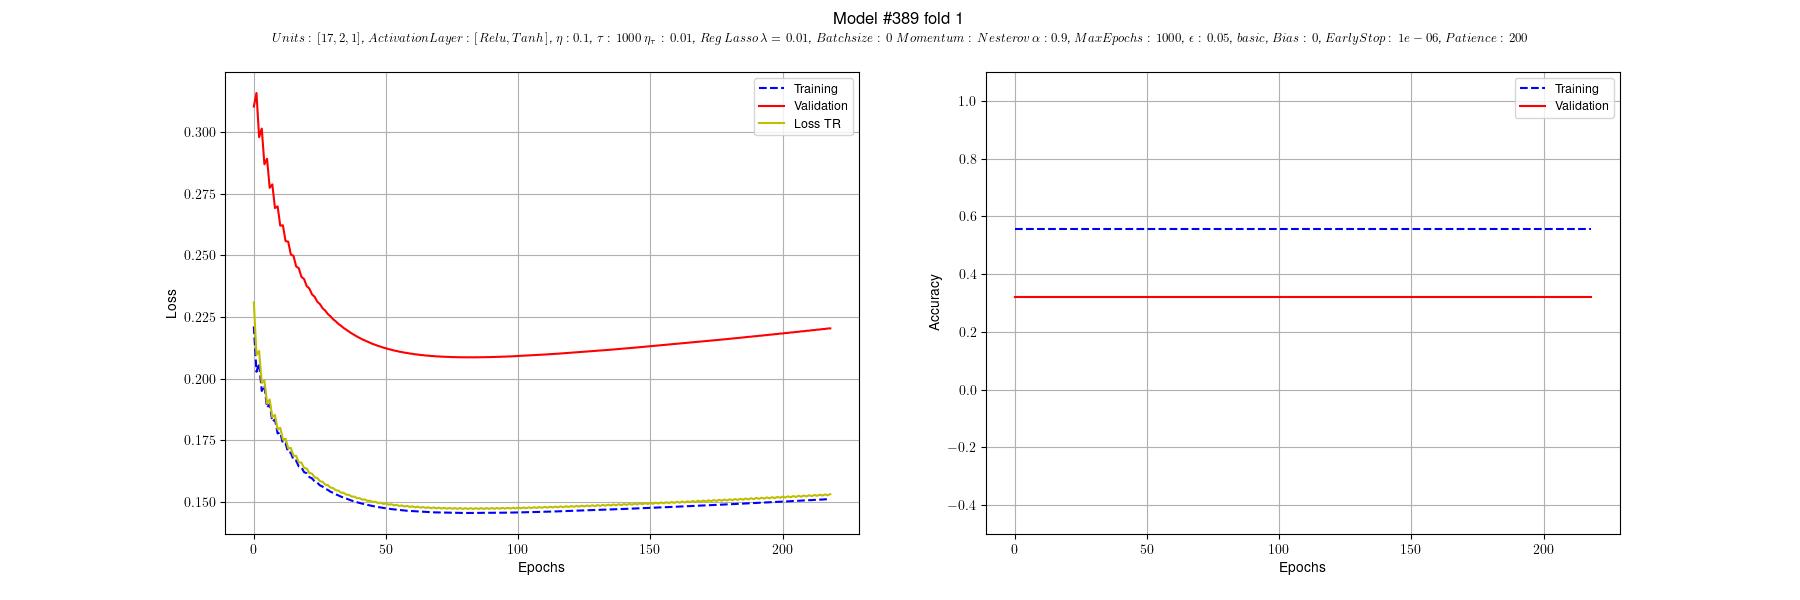 Model #389 fold 1
Units : [17, 2, 1], ActivationLayer : [Relu, Tanh], η : 0.1, τ : 1000 ητ : 0.01, Reg Lasso λ = 0.01, Batchsize : 0 Momentum : Nesterov α : 0.9, MaxEpochs : 1000, ϵ : 0.05, basic, Bias : 0, EarlyStop : 1e − 06, Patience : 200
Training
Validation
Loss TR
0.300
0.275
0.250
0.225
0.200
0.175
0.150
Loss
0 50 100 150 200
Epochs
Training
Validation
1.0
0.8
0.6
0.4
0.2
0.0
−0.2
−0.4
Accuracy
0 50 100 150 200
Epochs